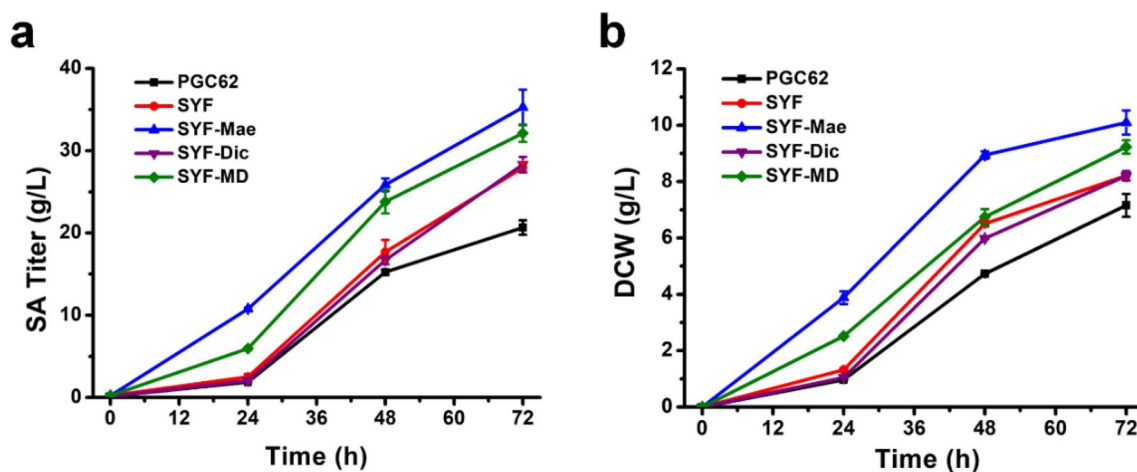 a
SA Titer (g/L)
40
30
20
10
0
PGC62
SYF
SYF-Mae
SYF-Dic
SYF-MD
0 12 24 36 48 60 72
Time (h)
b
DCW (g/L)
12
10
8
6
4
2
0
PGC62
SYF
SYF-Mae
SYF-Dic
SYF-MD
0 12 24 36 48 60 72
Time (h)